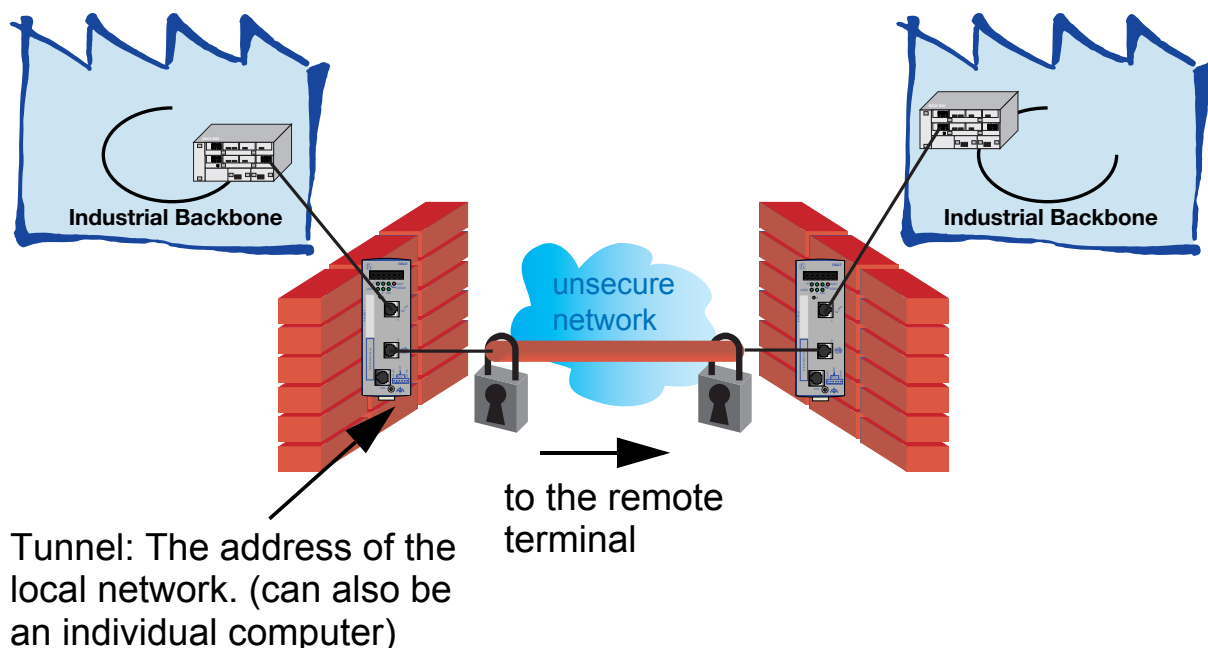 Industrial Backbone
Industrial Backbone
unsecure
network
to the remote
terminal
Tunnel: The address of the
local network. (can also be
an individual computer)